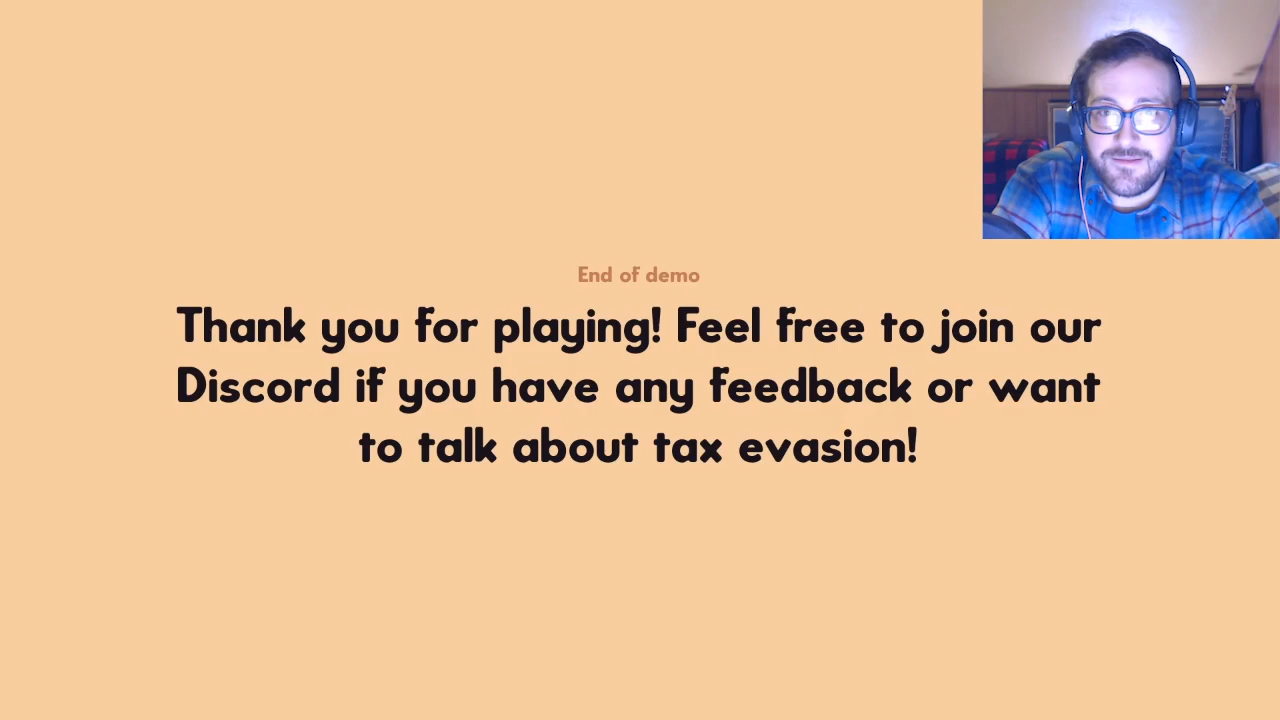 End of demo
Thank you for playing! Feel free to join our
Discord if you have any feedback or want
to talk about tax evasion!